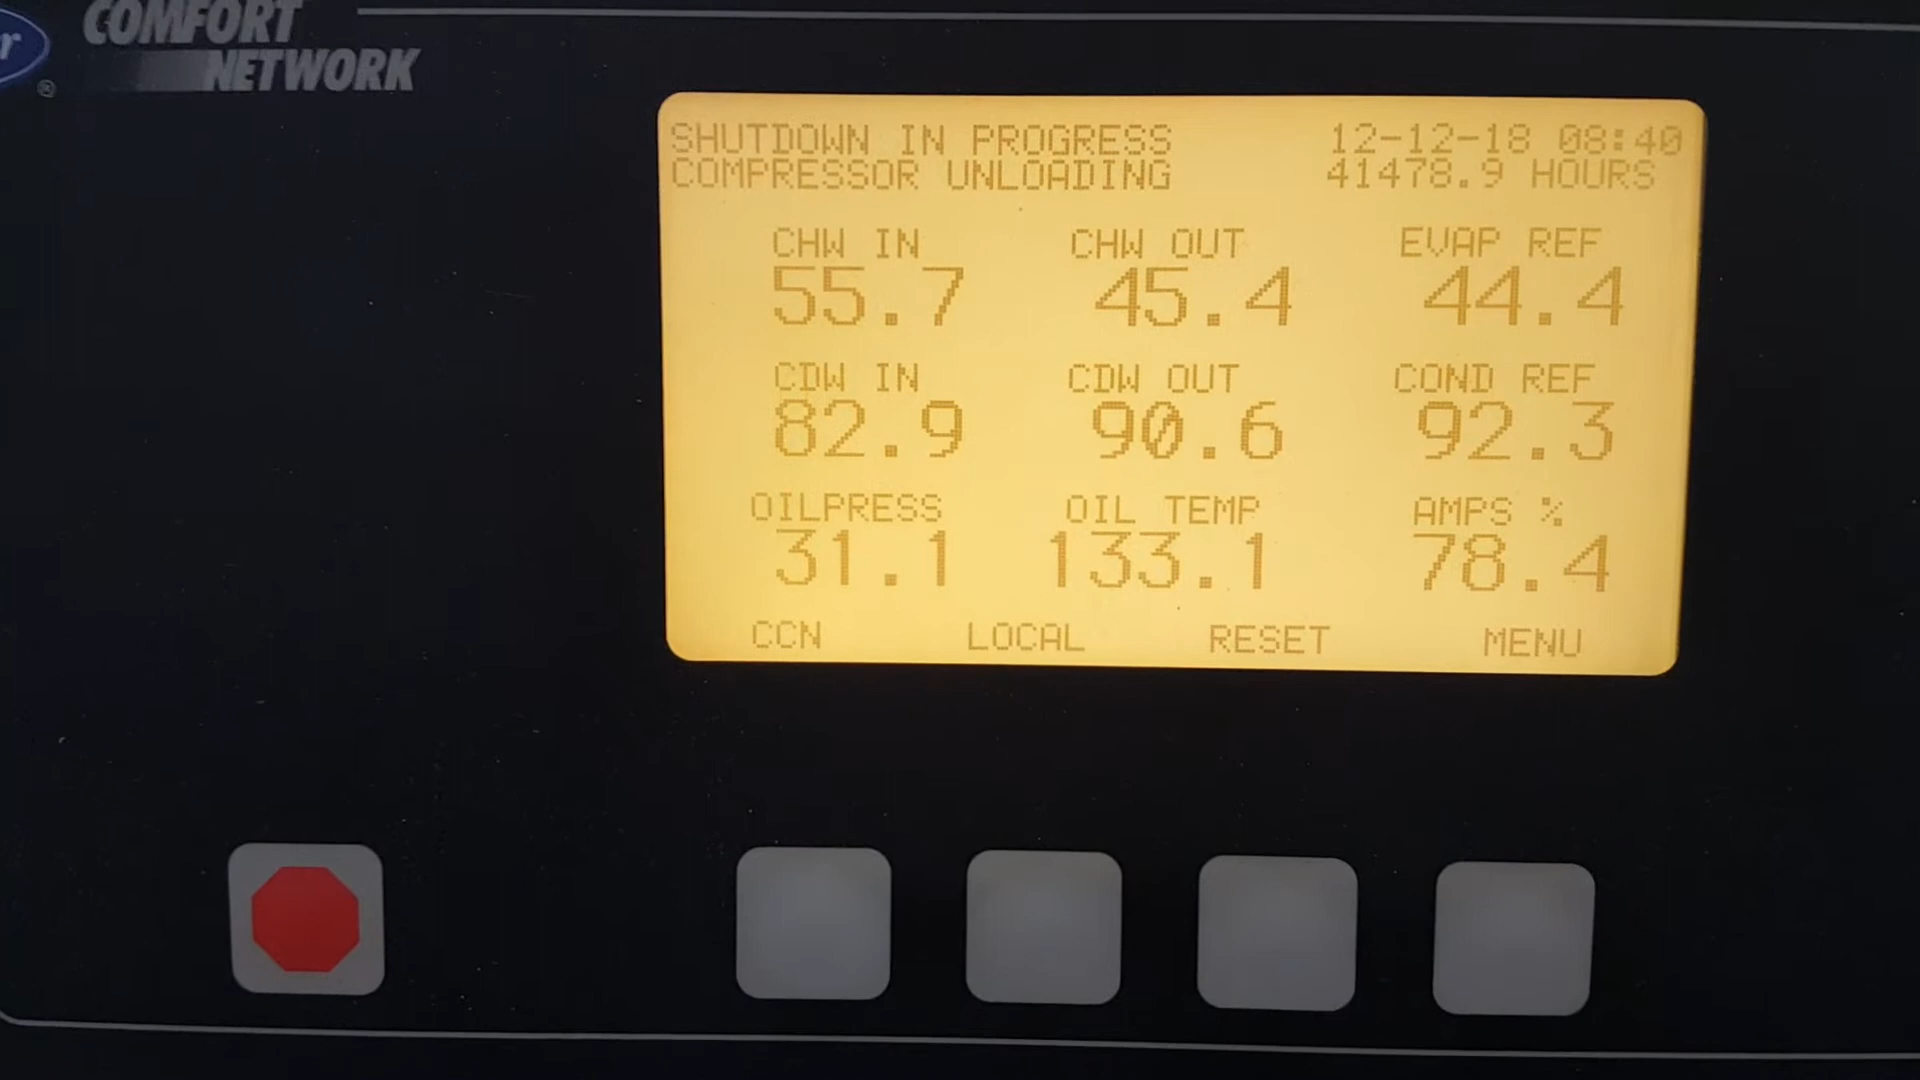 COMFORT
NETWORK
®
SHUTDOWN IN PROGRESS 12-12-18 08:40
COMPRESSOR UNLOADING 41478.9 HOURS
CHW IN CHW OUT EVAP REF
55.7 45.4 44.4
CDW IN CDW OUT COND REF
82.9 90.6 92.3
OILPRESS OIL TEMP AMPS %
31.1 133.1 78.4
CCN LOCAL RESET MENU